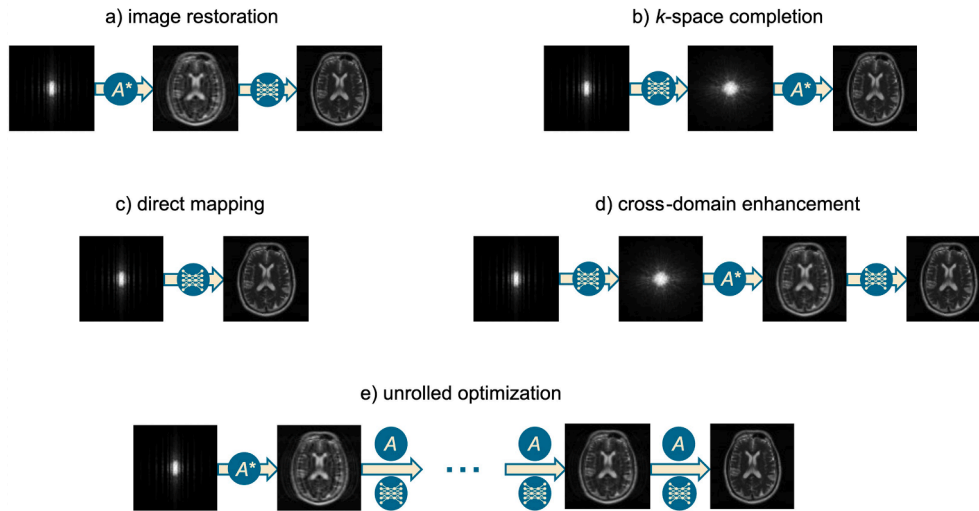 a) image restoration
b) k-space completion
A*
A*
c) direct mapping
d) cross-domain enhancement
A*
e) unrolled optimization
A A
A*
...